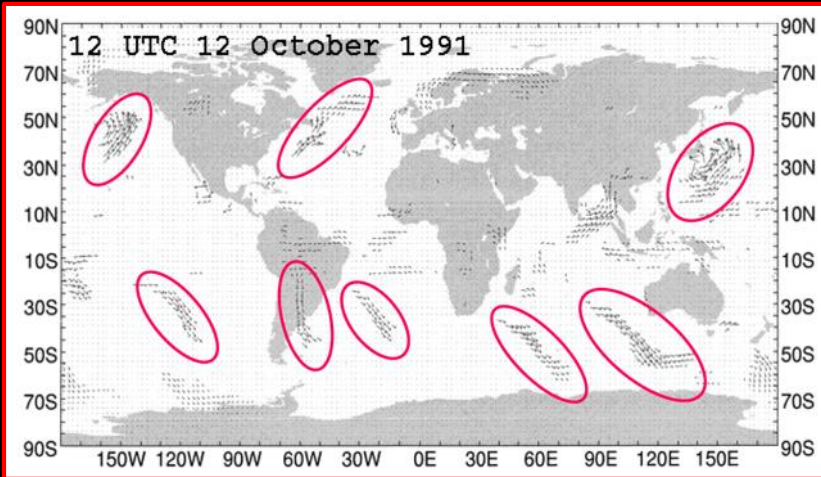 90N 90N
12 UTC 12 October 1991
70N 70N
50N 50N
30N 30N
10N 10N
10S 10S
30S 30S
50S 50S
70S 70S
90S 90S
150W 120W 90W 60W 30W 0E 30E 60E 90E 120E 150E